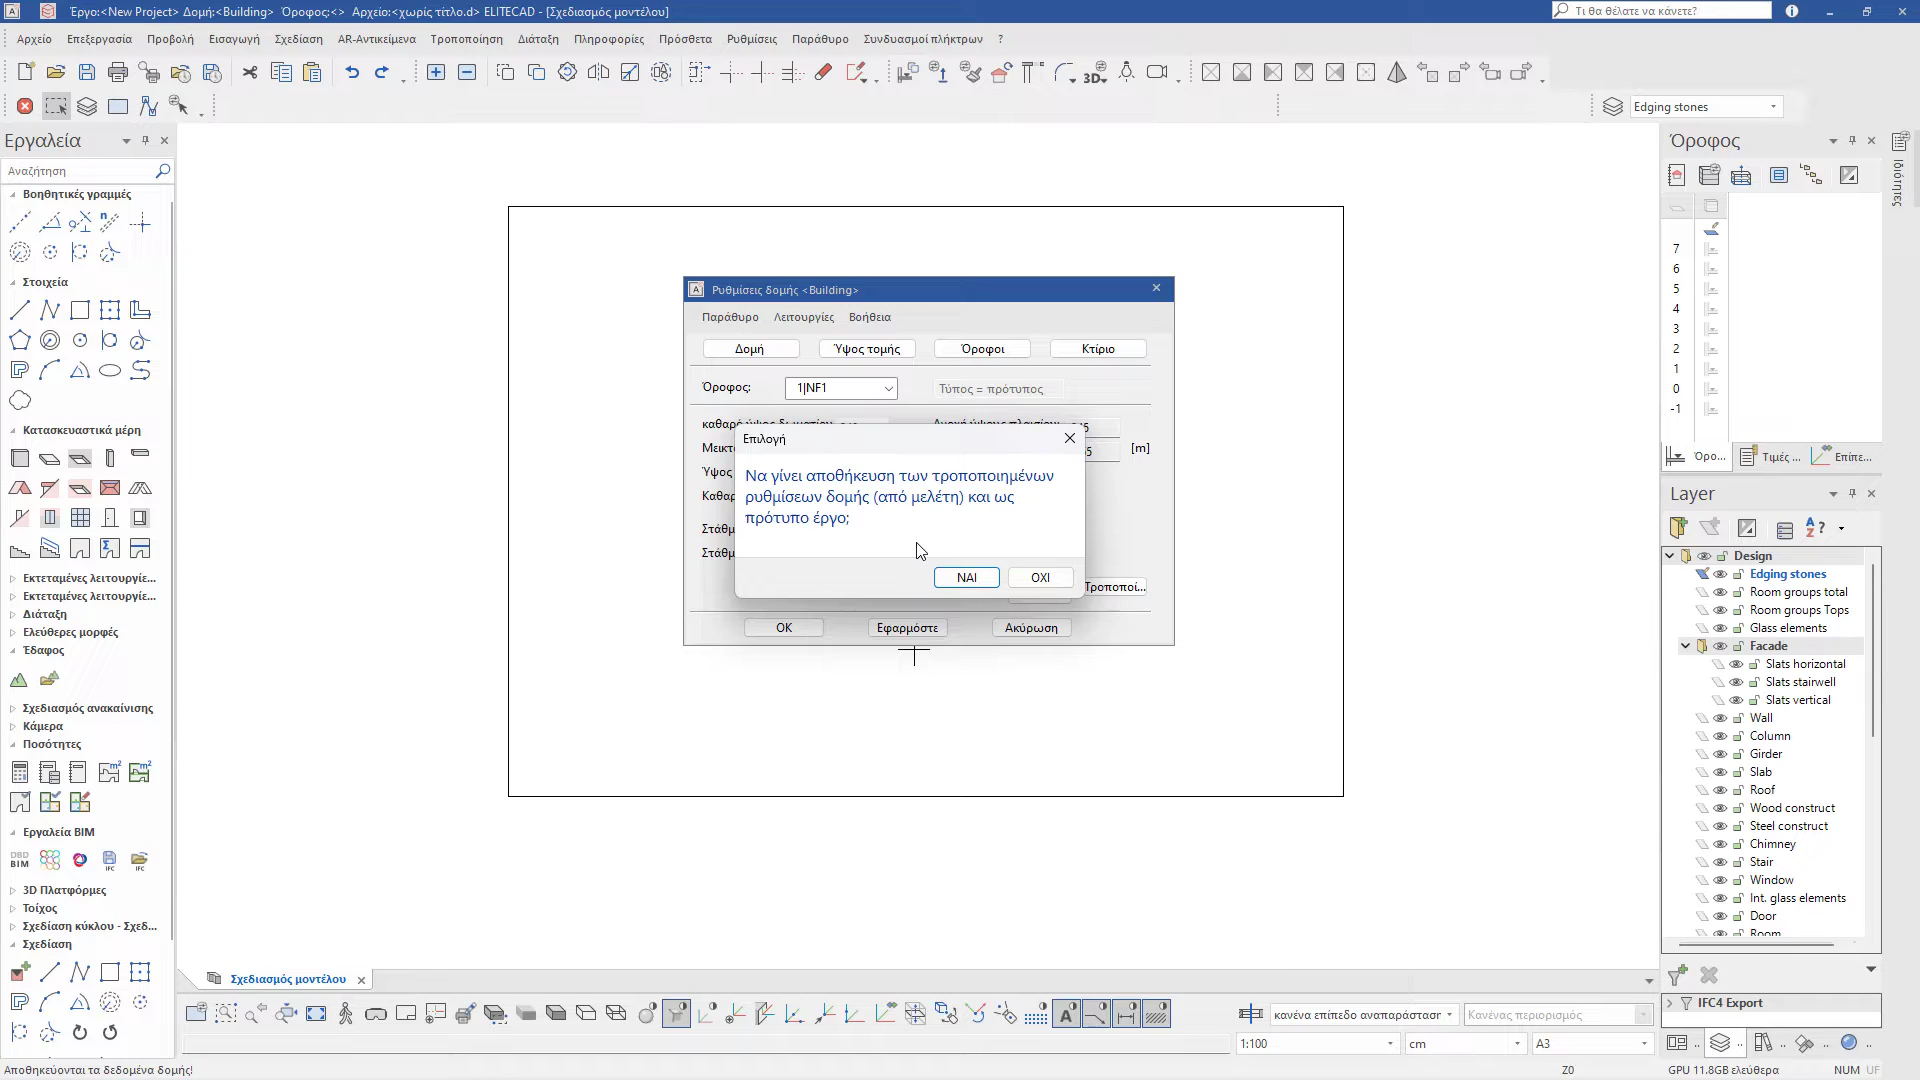 Έργο:<New Project> Δομή:<Building> Όροφος:<> Αρχείο:<χωρίς τίτλο.d> ELITECAD - [Σχεδιασμός μοντέλου]
Τι θα θέλατε να κάνετε?
Αρχείο Επεξεργασία Προβολή Εισαγωγή Σχεδίαση AR-Αντικείμενα Τροποποίηση Διάταξη Πληροφορίες Πρόσθετα Ρυθμίσεις Παράθυρο Συνδυασμοί πλήκτρων ?
3D
Edging stones
Εργαλεία
Αναζήτηση
Βοηθητικές γραμμές
Στοιχεία
Κατασκευαστικά μέρη
Εκτεταμένες λειτουργίε...
Εκτεταμένες λειτουργίε...
Διάταξη
Ελεύθερες μορφές
Έδαφος
Σχεδιασμός ανακαίνισης
Κάμερα
Ποσότητες
Εργαλεία BIM
3D Πλατφόρμες
Τοίχος
Σχεδίαση κύκλου - Σχεδ...
Σχεδίαση
Ρυθμίσεις δομής <Building>
Παράθυρο Λειτουργίες Βοήθεια
Δομή Ύψος τομής Όροφοι Κτίριο
Όροφος: 1|NF1 Τύπος = πρότυπος
[m]
Ύψος
Τροποποί...
OK Εφαρμόστε Ακύρωση
Επιλογή
Να γίνει αποθήκευση των τροποποιημένων
ρυθμίσεων δομής (από μελέτη) και ως
πρότυπο έργο;
ΝΑΙ ΟΧΙ
Όροφος
7
6
5
4
3
2
1
0
-1
Όρο... Τιμές ... Επίπε...
Ιδιότητες
Layer
Design
Edging stones
Room groups total
Room groups Tops
Glass elements
Facade
Slats horizontal
Slats stairwell
Slats vertical
Wall
Column
Girder
Slab
Roof
Wood construct
Steel construct
Chimney
Stair
Window
Int. glass elements
Door
Room
IFC4 Export
Σχεδιασμός μοντέλου
κανένα επίπεδο αναπαράστασης Κανένας περιορισμός
1:100 cm A3
Αποθηκεύονται τα δεδομένα δομής!
Z0 GPU 11.8GB ελεύθερα NUM UF